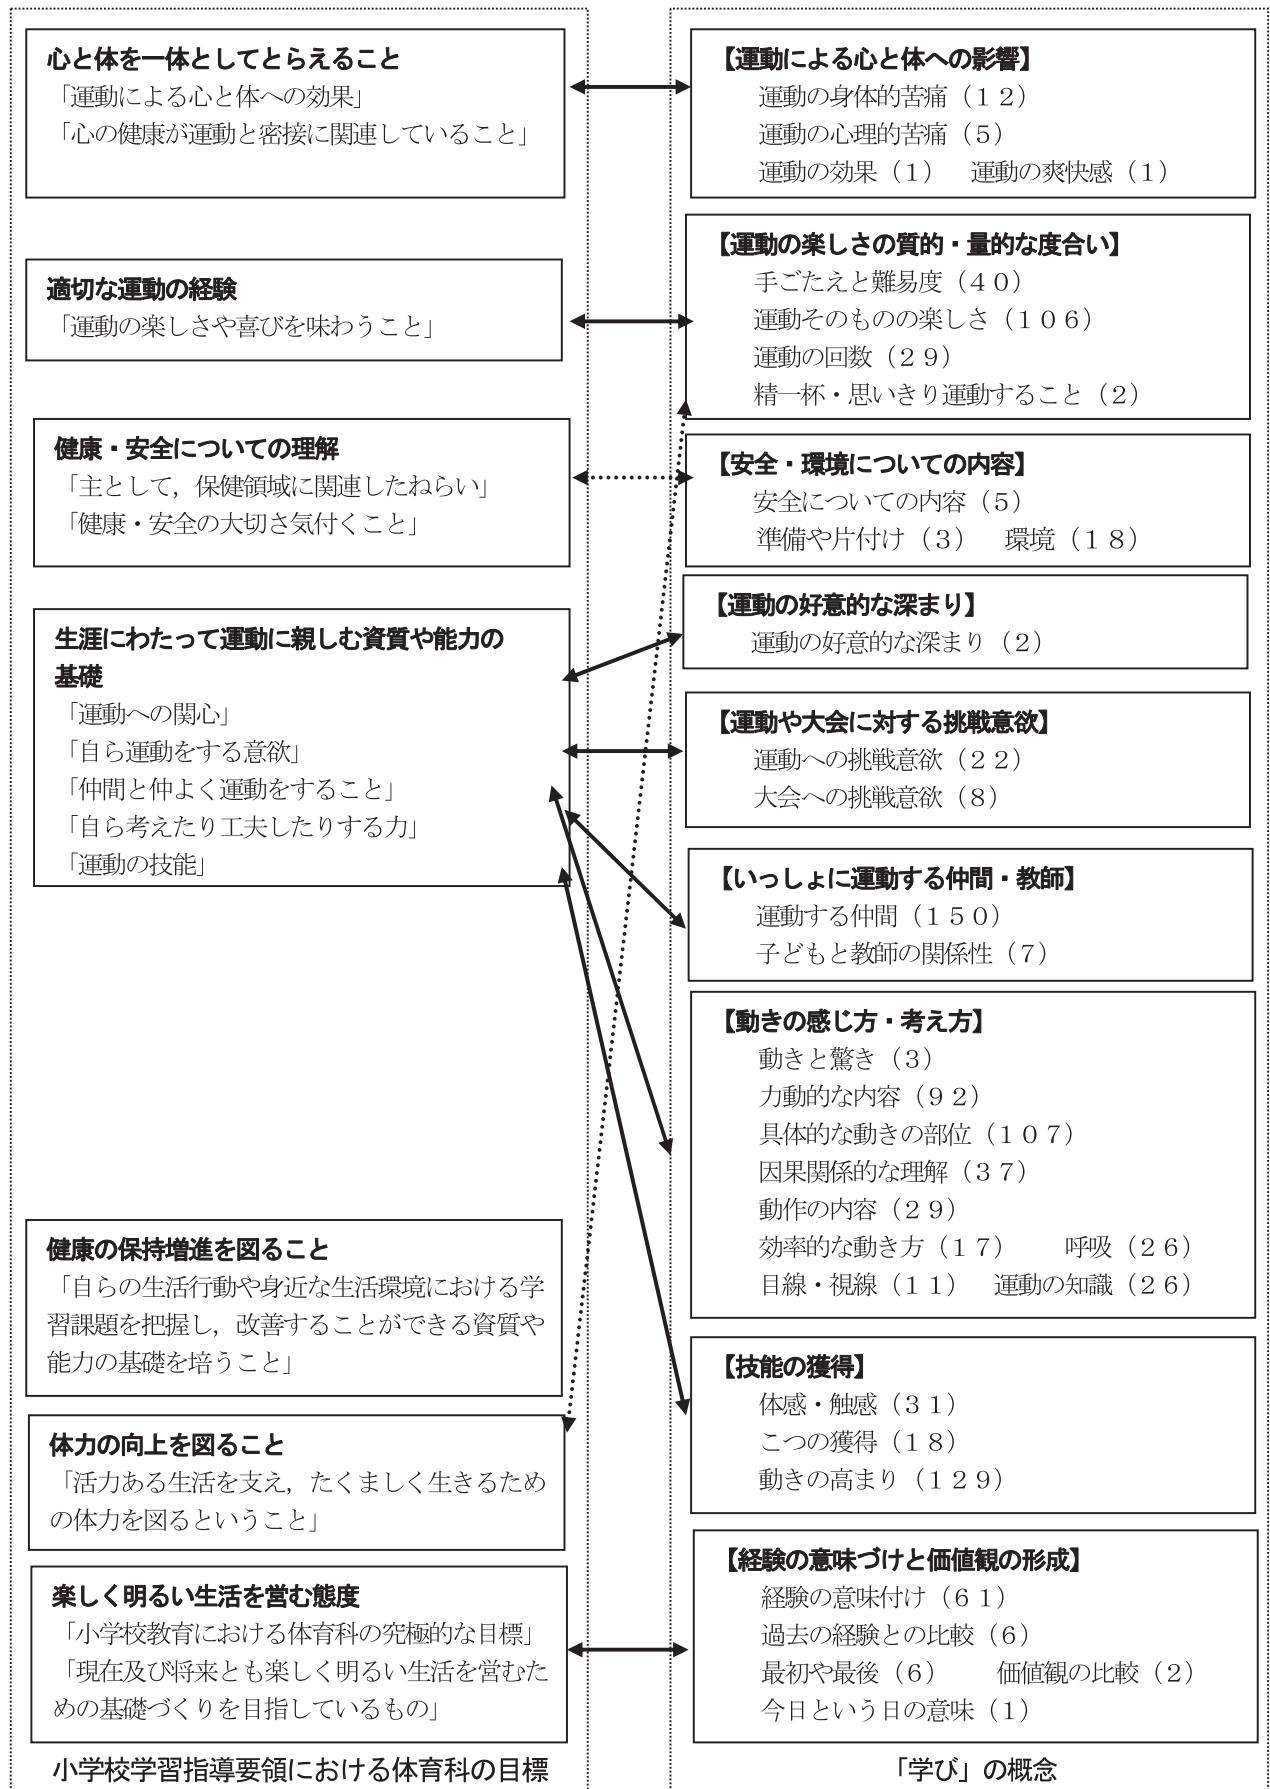 心と体を一体としてとらえること
「運動による心と体への効果」
「心の健康が運動と密接に関連していること」
適切な運動の経験
「運動の楽しさや喜びを味わうこと」
健康・安全についての理解
「主として，保健領域に関連したねらい」
「健康・安全の大切さ気付くこと」
生涯にわたって運動に親しむ資質や能力の
基礎
「運動への関心」
「自ら運動をする意欲」
「仲間と仲よく運動をすること」
「自ら考えたり工夫したりする力」
「運動の技能」
健康の保持増進を図ること
「自らの生活行動や身近な生活環境における学
習課題を把握し，改善することができる資質や
能力の基礎を培うこと」
体力の向上を図ること
「活力ある生活を支え，たくましく生きるため
の体力を図るということ」
楽しく明るい生活を営む態度
「小学校教育における体育科の究極的な目標」
「現在及び将来とも楽しく明るい生活を営むた
めの基礎づくりを目指しているもの」
小学校学習指導要領における体育科の目標
【運動による心と体への影響】
運動の身体的苦痛（１２）
運動の心理的苦痛（５）
運動の効果（１）　運動の爽快感（１）
【運動の楽しさの質的・量的な度合い】
手ごたえと難易度（４０）
運動そのものの楽しさ（１０６）
運動の回数（２９）
精一杯・思いきり運動すること（２）
【安全・環境についての内容】
安全についての内容（５）
準備や片付け（３）　環境（１８）
【運動の好意的な深まり】
運動の好意的な深まり（２）
【運動や大会に対する挑戦意欲】
運動への挑戦意欲（２２）
大会への挑戦意欲（８）
【いっしょに運動する仲間・教師】
運動する仲間（１５０）
子どもと教師の関係性（７）
【動きの感じ方・考え方】
動きと驚き（３）
力動的な内容（９２）
具体的な動きの部位（１０７）
因果関係的な理解（３７）
動作の内容（２９）
効率的な動き方（１７）　呼吸（２６）
目線・視線（１１）　運動の知識（２６）
【技能の獲得】
体感・触感（３１）
こつの獲得（１８）
動きの高まり（１２９）
【経験の意味づけと価値観の形成】
経験の意味付け（６１）
過去の経験との比較（６）
最初や最後（６）　価値観の比較（２）
今日という日の意味（１）
「学び」の概念